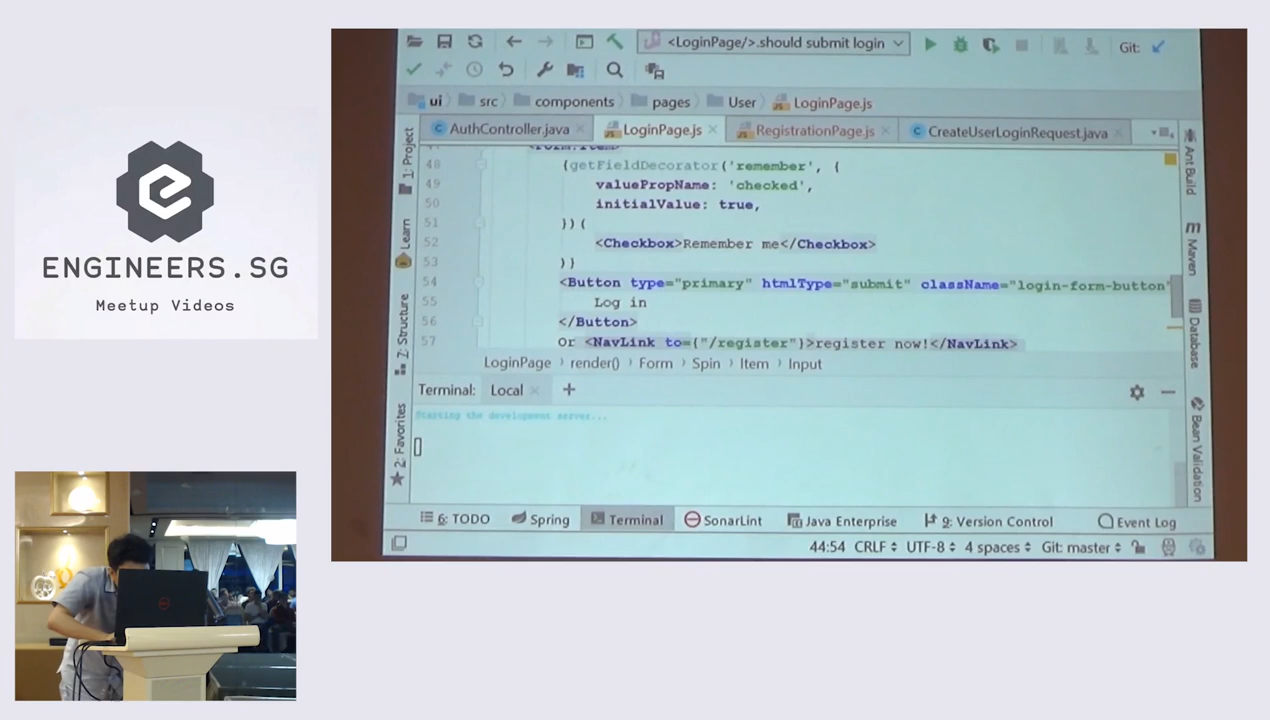 ENGINEERS.SG
Meetup Videos
<LoginPage/>.should submit login
Git:
ui src components pages User LoginPage.js
AuthController.java LoginPage.js RegistrationPage.js CreateUserLoginRequest.java
1: Project
Learn
7: Structure
2: Favorites
48 {getFieldDecorator('remember', {
49 valuePropName: 'checked',
50 initialValue: true,
51 })(
52 <Checkbox>Remember me</Checkbox>
53 )}
54 <Button type="primary" htmlType="submit" className="login-form-button"
55 Log in
56 </Button>
57 Or <NavLink to={"/register"}>register now!</NavLink>
LoginPage › render() › Form › Spin › Item › Input
Terminal: Local +
Starting the development server...
Ant Build
Maven
Database
Bean Validation
6: TODO Spring Terminal SonarLint Java Enterprise 9: Version Control Event Log
44:54 CRLF UTF-8 4 spaces Git: master